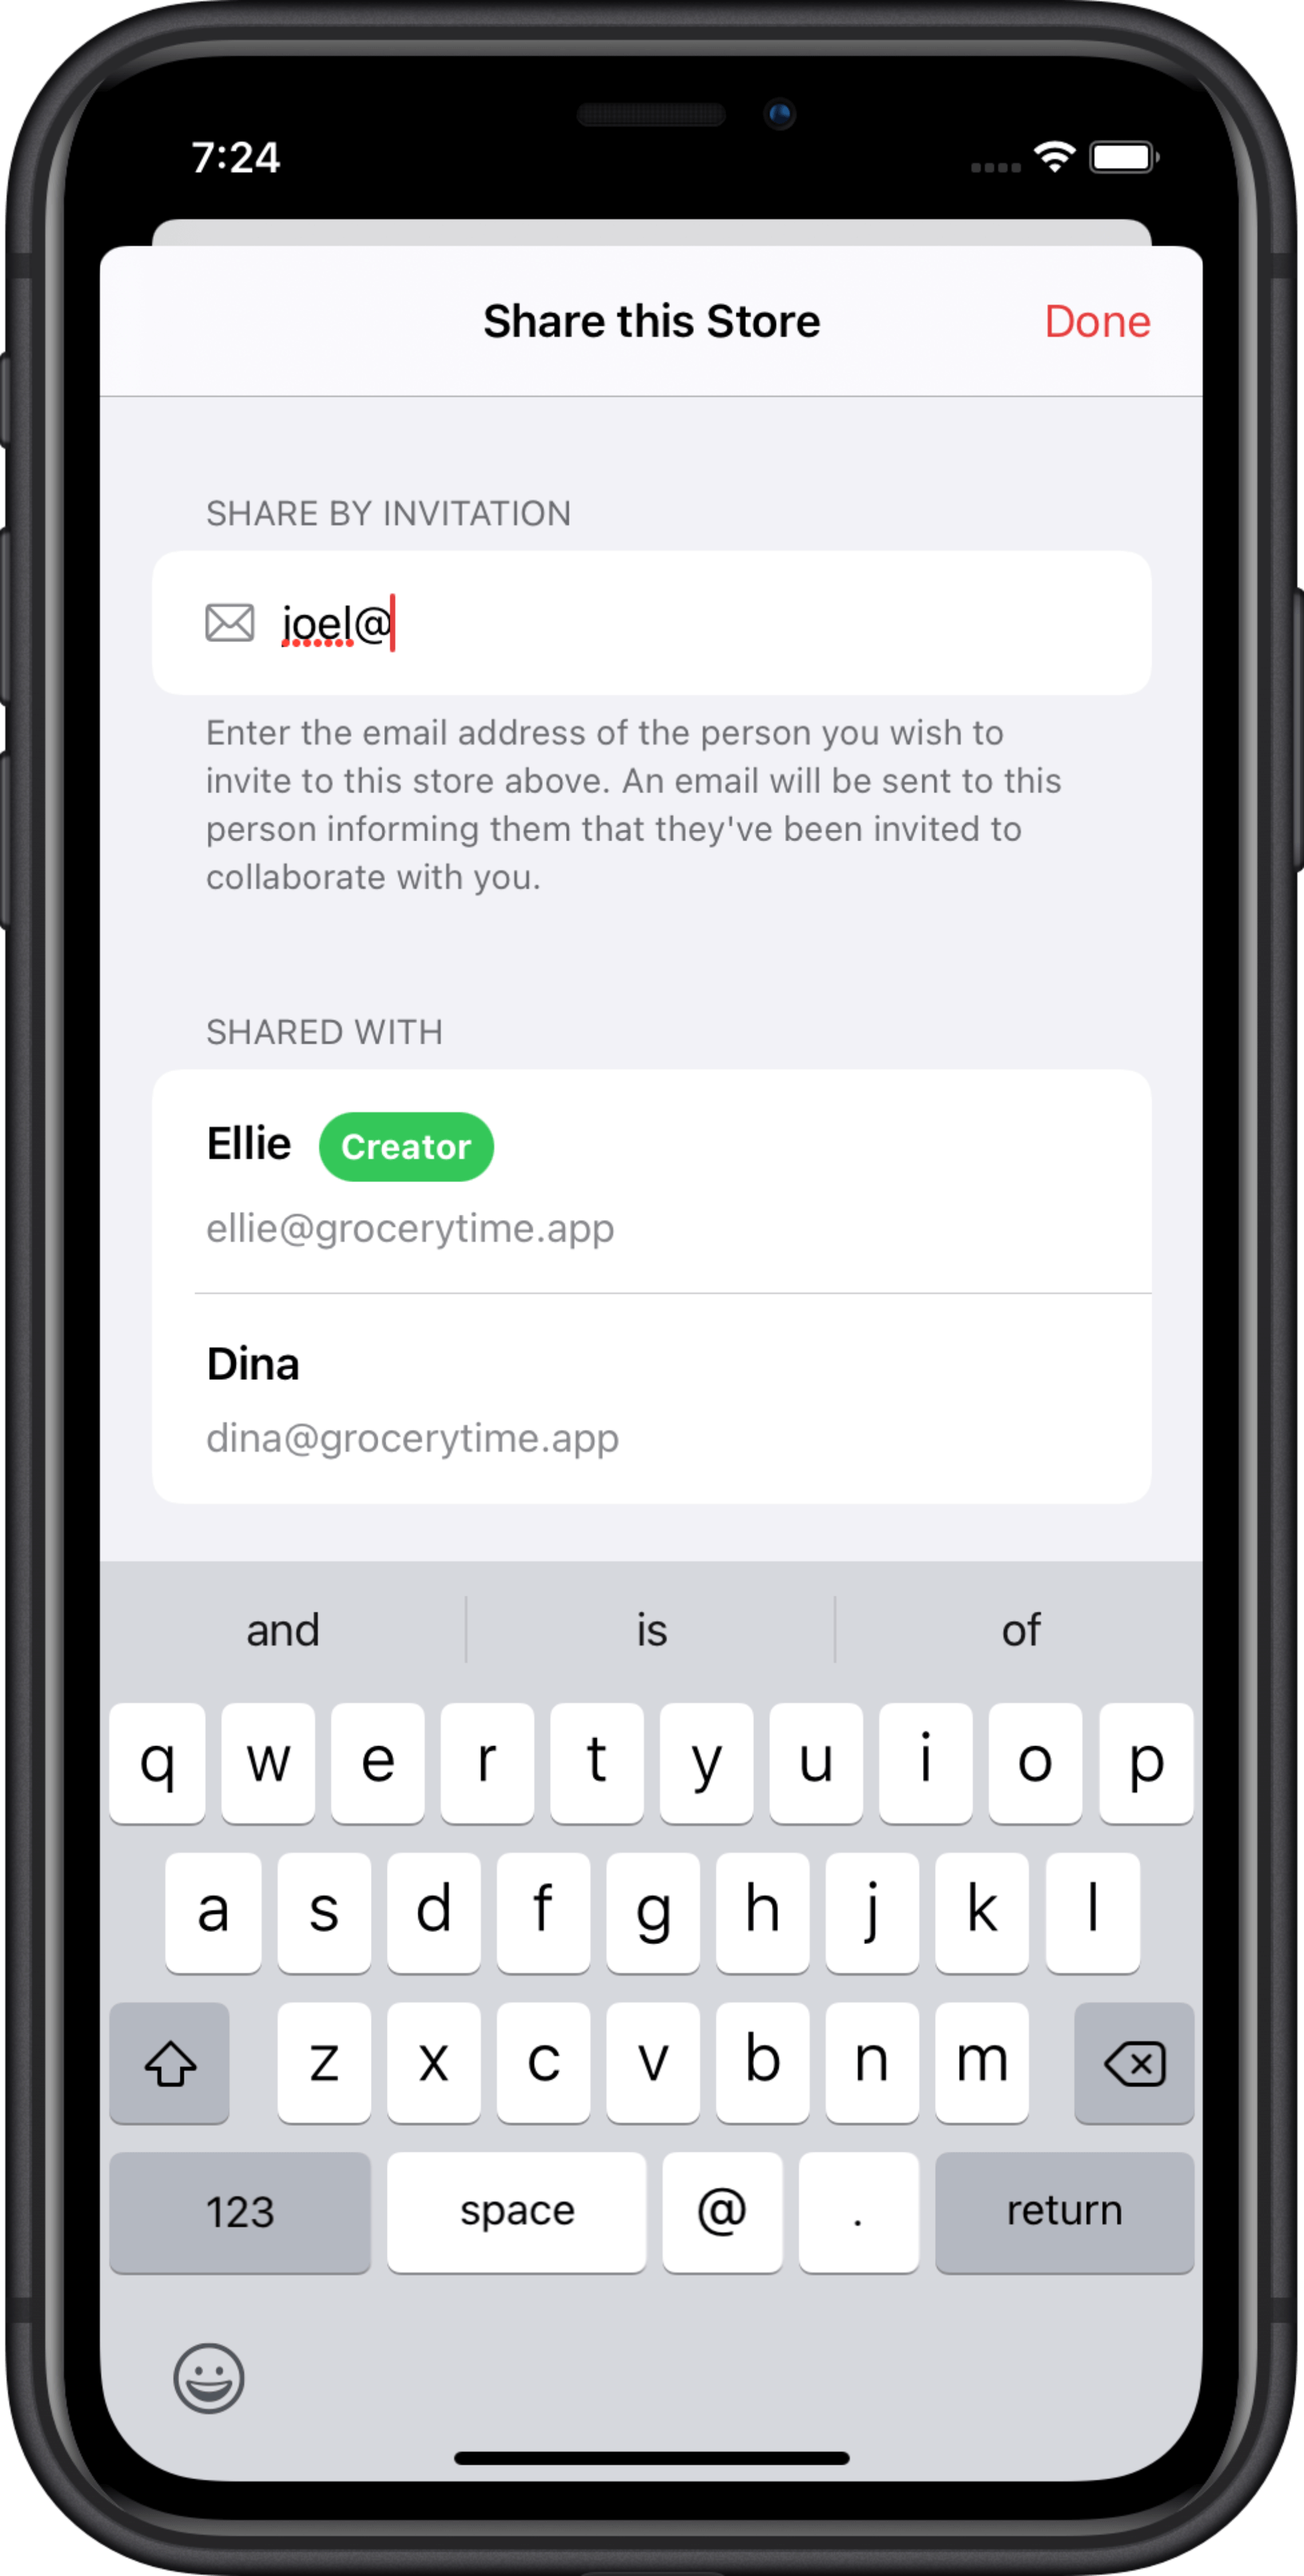 7:24
Share this Store
Done
SHARE BY INVITATION
joel@
Enter the email address of the person you wish to
invite to this store above. An email will be sent to this
person informing them that they've been invited to
collaborate with you.
SHARED WITH
Ellie Creator
ellie@grocerytime.app
Dina
dina@grocerytime.app
and is of
q w e r t y u i o p
a s d f g h j k l
z x c v b n m
123 space @ . return